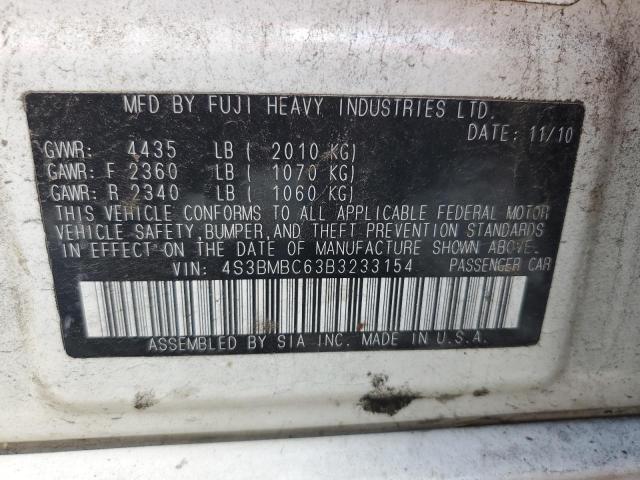 MFD BY FUJI HEAVY INDUSTRIES LTD.
DATE: 11/10
GVWR: 4435 LB ( 2010 KG)
GAWR: F 2360 LB ( 1070 KG)
GAWR: R 2340 LB ( 1060 KG)
THIS VEHICLE CONFORMS TO ALL APPLICABLE FEDERAL MOTOR
VEHICLE SAFETY, BUMPER, AND THEFT PREVENTION STANDARDS
IN EFFECT ON THE DATE OF MANUFACTURE SHOWN ABOVE.
VIN: 4S3BMBC63B3233154 PASSENGER CAR
ASSEMBLED BY SIA INC. MADE IN U.S.A.